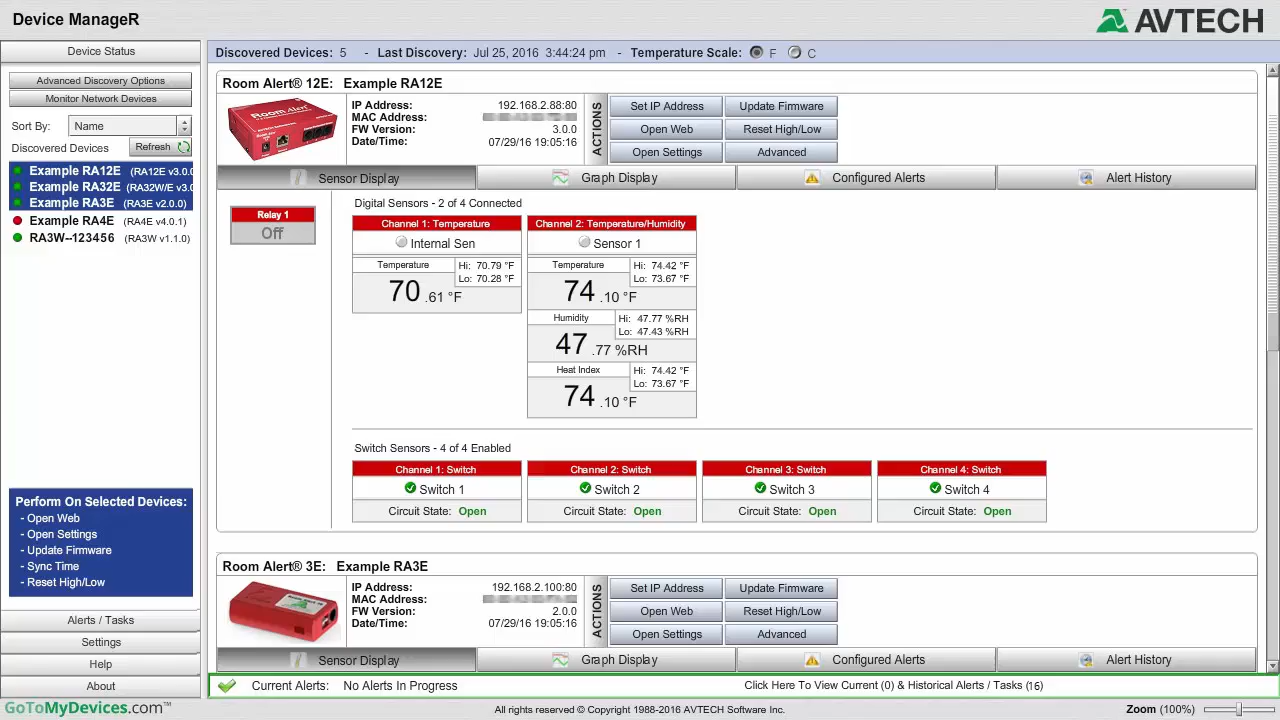 Device ManageR
AVTECH
Device Status
Discovered Devices: 5 - Last Discovery: Jul 25, 2016 3:44:24 pm - Temperature Scale: F C
Advanced Discovery Options
Monitor Network Devices
Sort By: Name
Discovered Devices Refresh
Example RA12E (RA12E v3.0.0
Example RA32E (RA32W/E v3.0
Example RA3E (RA3E v2.0.0)
Example RA4E (RA4E v4.0.1)
RA3W--123456 (RA3W v1.1.0)
Perform On Selected Devices:
- Open Web
- Open Settings
- Update Firmware
- Sync Time
- Reset High/Low
Alerts / Tasks
Settings
Help
About
GoToMyDevices.com™
Room Alert® 12E: Example RA12E
Room Alert
IP Address: 192.168.2.88:80
MAC Address:
FW Version: 3.0.0
Date/Time: 07/29/16 19:05:16
ACTIONS
Set IP Address Update Firmware
Open Web Reset High/Low
Open Settings Advanced
Sensor Display Graph Display Configured Alerts Alert History
Relay 1
Off
Digital Sensors - 2 of 4 Connected
Channel 1: Temperature
Internal Sen
Temperature Hi: 70.79 °F
Lo: 70.28 °F
70.61 °F
Channel 2: Temperature/Humidity
Sensor 1
Temperature Hi: 74.42 °F
Lo: 73.67 °F
74.10 °F
Humidity Hi: 47.77 %RH
Lo: 47.43 %RH
47.77 %RH
Heat Index Hi: 74.42 °F
Lo: 73.67 °F
74.10 °F
Switch Sensors - 4 of 4 Enabled
Channel 1: Switch Channel 2: Switch Channel 3: Switch Channel 4: Switch
Switch 1 Switch 2 Switch 3 Switch 4
Circuit State: Open Circuit State: Open Circuit State: Open Circuit State: Open
Room Alert® 3E: Example RA3E
IP Address: 192.168.2.100:80
MAC Address:
FW Version: 2.0.0
Date/Time: 07/29/16 19:05:16
ACTIONS
Set IP Address Update Firmware
Open Web Reset High/Low
Open Settings Advanced
Sensor Display Graph Display Configured Alerts Alert History
Current Alerts: No Alerts In Progress Click Here To View Current (0) & Historical Alerts / Tasks (16)
All rights reserved © Copyright 1988-2016 AVTECH Software Inc. Zoom (100%)